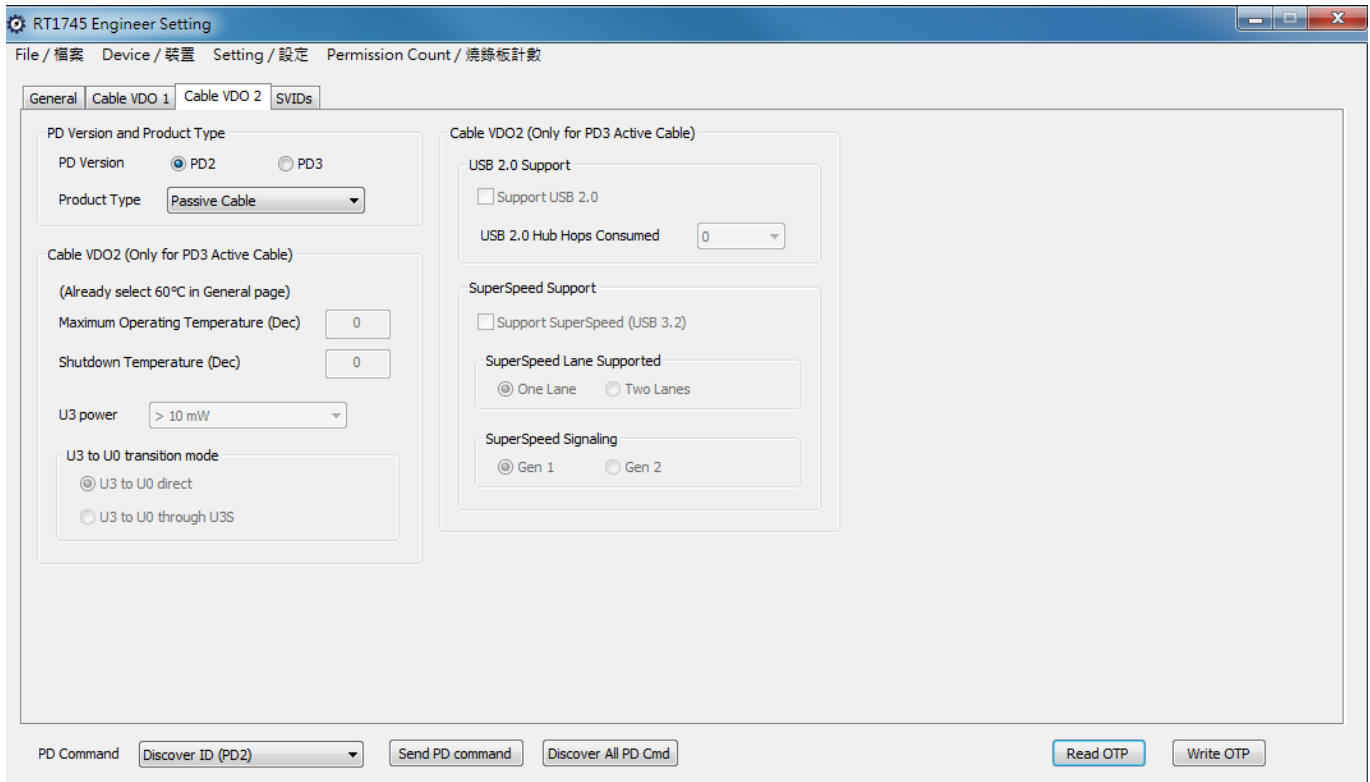 RT1745 Engineer Setting
File / 檔案 Device / 裝置 Setting / 設定 Permission Count / 燒錄板計數
General Cable VDO 1 Cable VDO 2 SVIDs
PD Version and Product Type
PD Version PD2 PD3
Product Type Passive Cable
Cable VDO2 (Only for PD3 Active Cable)
(Already select 60℃ in General page)
Maximum Operating Temperature (Dec) 0
Shutdown Temperature (Dec) 0
U3 power > 10 mW
U3 to U0 transition mode
U3 to U0 direct
U3 to U0 through U3S
Cable VDO2 (Only for PD3 Active Cable)
USB 2.0 Support
Support USB 2.0
USB 2.0 Hub Hops Consumed 0
SuperSpeed Support
Support SuperSpeed (USB 3.2)
SuperSpeed Lane Supported
One Lane Two Lanes
SuperSpeed Signaling
Gen 1 Gen 2
PD Command Discover ID (PD2) Send PD command Discover All PD Cmd Read OTP Write OTP